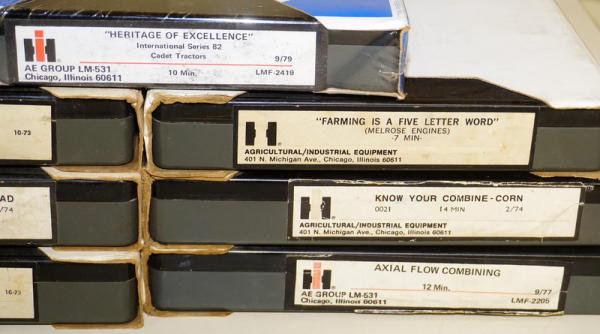 "HERITAGE OF EXCELLENCE"
International Series 82
Cadet Tractors 9/79
AE GROUP LM-531 10 Min. LMF-2419
Chicago, Illinois 60611
10-73
"FARMING IS A FIVE LETTER WORD"
(MELROSE ENGINES)
-7 MIN-
AGRICULTURAL/INDUSTRIAL EQUIPMENT
401 N. Michigan Ave., Chicago, Illinois 60611
AD
/74
KNOW YOUR COMBINE-CORN
0021 14 MIN 2/74
AGRICULTURAL/INDUSTRIAL EQUIPMENT
401 N. Michigan Ave., Chicago, Illinois 60611
AXIAL FLOW COMBINING
12 Min. 9/77
AE GROUP LM-531 LMF-2205
Chicago, Illinois 60611